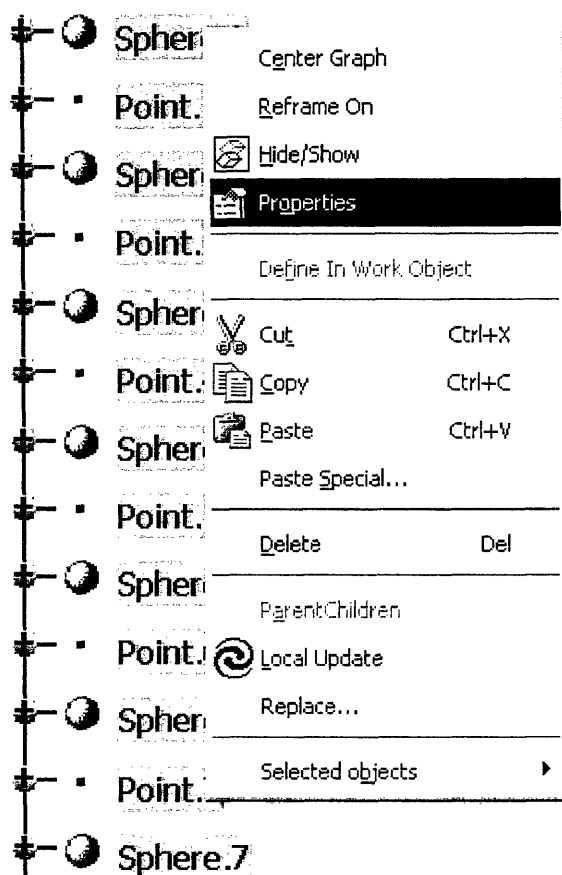 Spher
Center Graph
Point.
Reframe On
Hide/Show
Spher
Properties
Point.
Define In Work Object
Spher
Cut Ctrl+X
Point.
Copy Ctrl+C
Spher
Paste Ctrl+V
Paste Special...
Point.
Delete Del
Spher
ParentChildren
Point.
Local Update
Spher
Replace...
Point.
Selected objects
Sphere.7